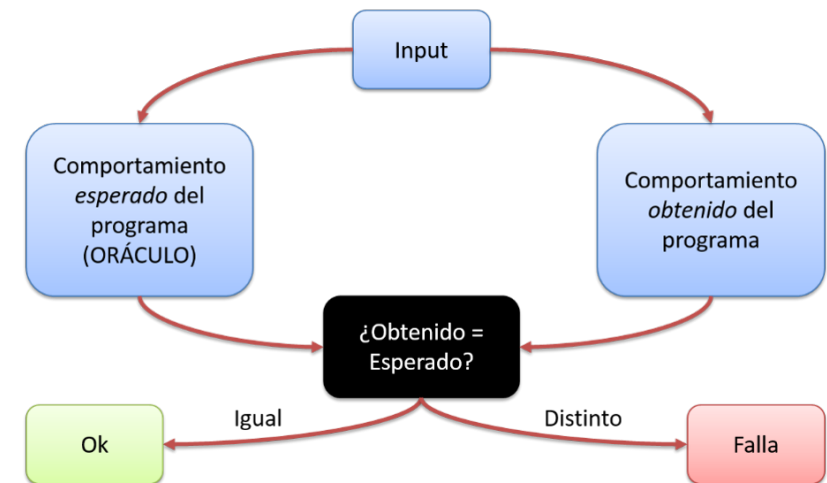 Input
Comportamiento
esperado del
programa
(ORÁCULO)
Comportamiento
obtenido del
programa
¿Obtenido =
Esperado?
Igual
Distinto
Ok
Falla